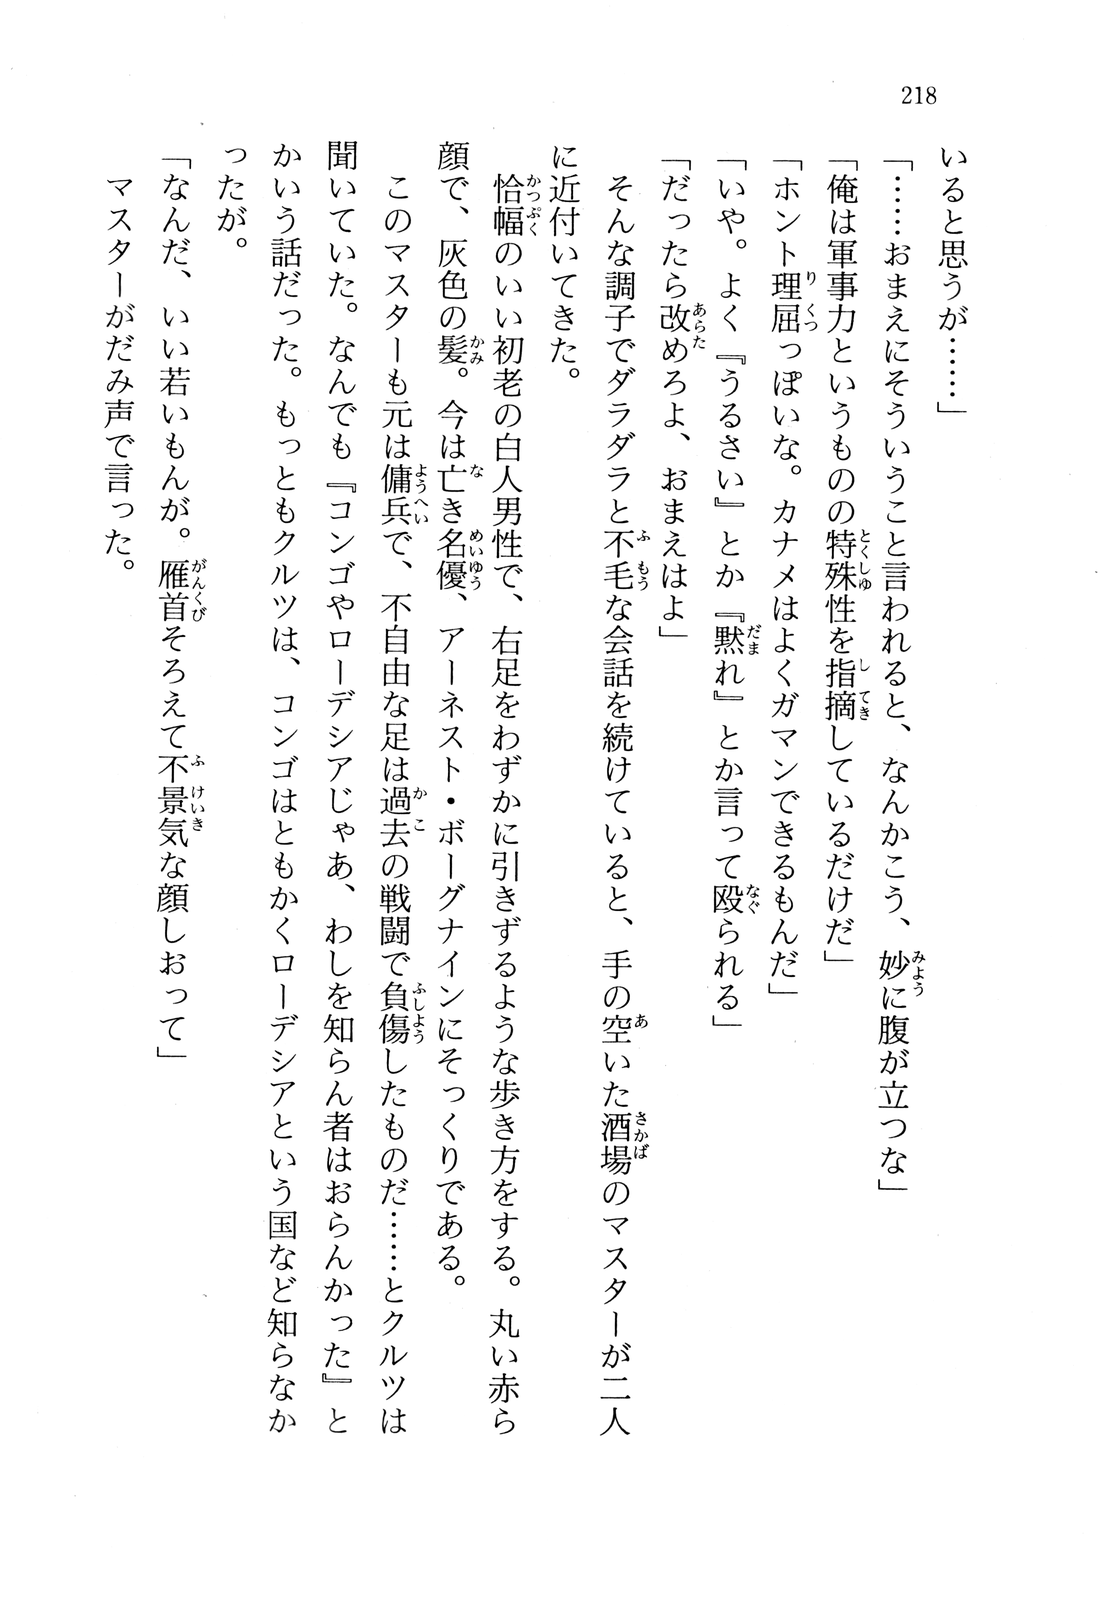 218
いると思うが……」
「……おまえにそういうこと言われると、なんかこう、妙に腹が立つな」
「俺は軍事力というものの特殊性を指摘しているだけだ」
「ホント理屈っぽいな。カナメはよくガマンできるもんだ」
「いや。よく『うるさい』とか『黙れ』とか言って殴られる」
「だったら改めろよ、おまえはよ」
そんな調子でダラダラと不毛な会話を続けていると、手の空いた酒場のマスターが二人
に近付いてきた。
恰幅のいい初老の白人男性で、右足をわずかに引きずるような歩き方をする。丸い赤ら
顔で、灰色の髪。今は亡き名優、アーネスト・ボーグナインにそっくりである。
このマスターも元は傭兵で、不自由な足は過去の戦闘で負傷したものだ……とクルツは
聞いていた。なんでも『コンゴやローデシアじゃあ、わしを知らん者はおらんかった』と
かいう話だった。もっともクルツは、コンゴはともかくローデシアという国など知らなか
ったが。
「なんだ、いい若いもんが。雁首そろえて不景気な顔しおって」
マスターがだみ声で言った。